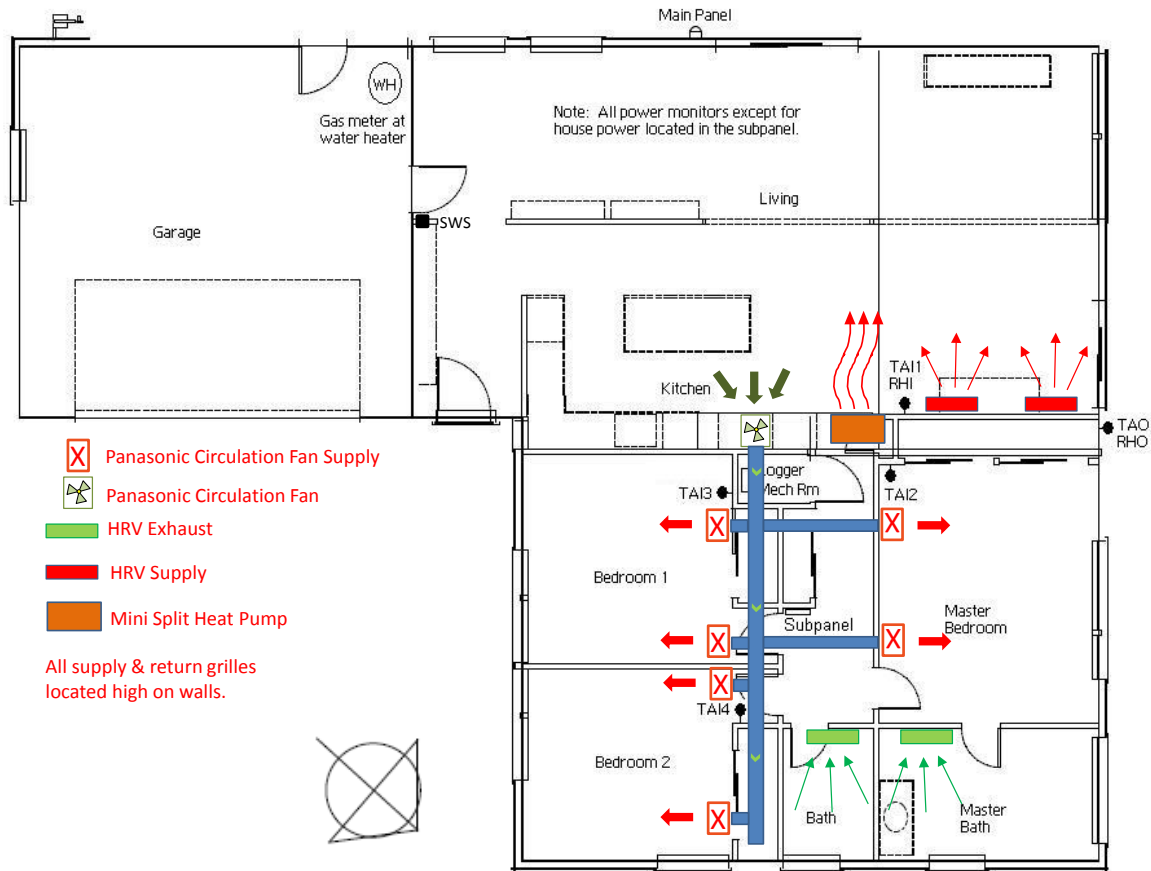 Main Panel
WH
Gas meter at
water heater
Note: All power monitors except for
house power located in the subpanel.
Living
SWS
Garage
Kitchen
TAI1
RHI
TAO
RHO
X Panasonic Circulation Fan Supply
Panasonic Circulation Fan
HRV Exhaust
HRV Supply
Mini Split Heat Pump
All supply & return grilles
located high on walls.
Logger
Mech Rm
TAI3
TAI2
X
X
Bedroom 1
Master
Bedroom
Subpanel
X
X
X
TAI4
Bedroom 2
X
Bath
Master
Bath